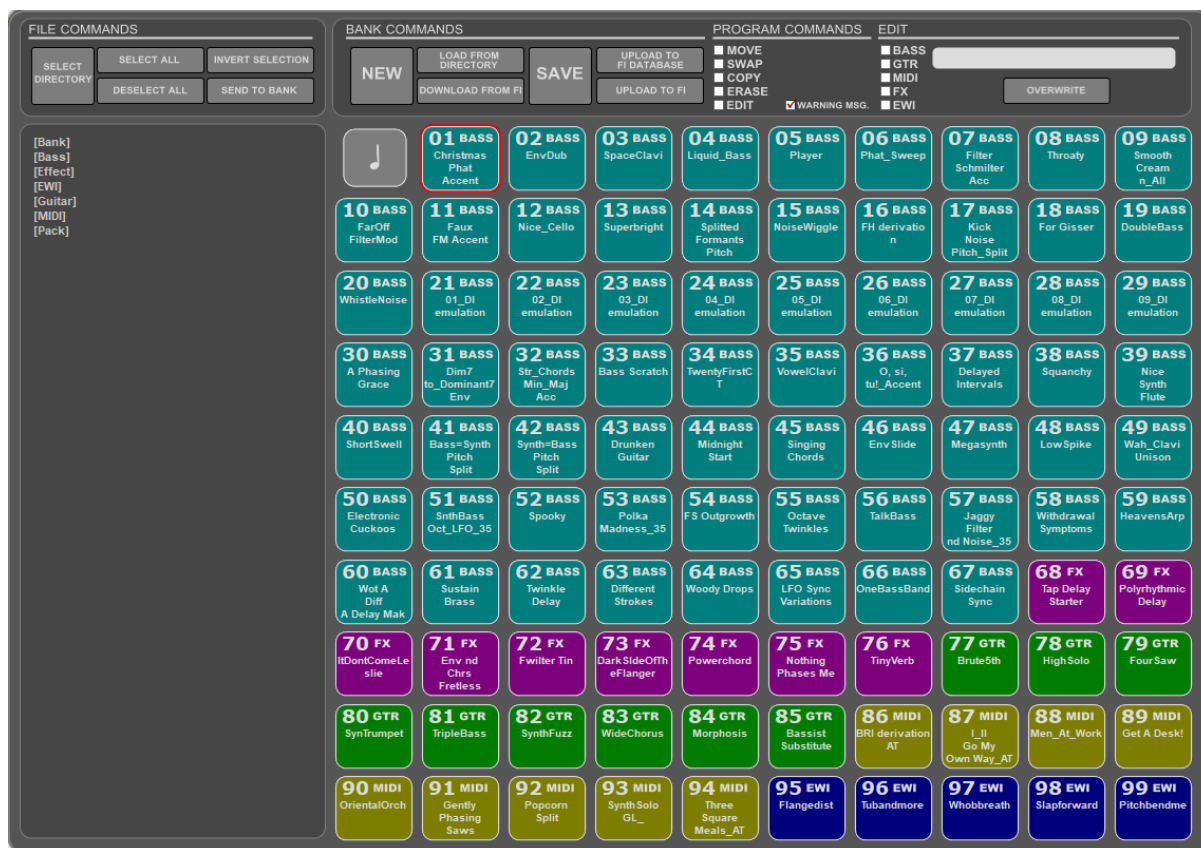 FILE COMMANDS
SELECT DIRECTORY
SELECT ALL
INVERT SELECTION
DESELECT ALL
SEND TO BANK
BANK COMMANDS
NEW
LOAD FROM DIRECTORY
DOWNLOAD FROM FI
SAVE
UPLOAD TO FI DATABASE
UPLOAD TO FI
PROGRAM COMMANDS
MOVE
SWAP
COPY
ERASE
EDIT
WARNING MSG.
EDIT
BASS
GTR
MIDI
FX
EWI
OVERWRITE
[Bank]
[Bass]
[Effect]
[EWI]
[Guitar]
[MIDI]
[Pack]
01 BASS
Christmas
Phat
Accent
02 BASS
EnvDub
03 BASS
SpaceClavi
04 BASS
Liquid_Bass
05 BASS
Player
06 BASS
Phat_Sweep
07 BASS
Filter
Schmilter
Acc
08 BASS
Throaty
09 BASS
Smooth
Cream
n_All
10 BASS
FarOff
FilterMod
11 BASS
Faux
FM Accent
12 BASS
Nice_Cello
13 BASS
Superbright
14 BASS
Splitted
Formants
Pitch
15 BASS
NoiseWiggle
16 BASS
FH derivatio
n
17 BASS
Kick
Noise
Pitch_Split
18 BASS
For Gisser
19 BASS
DoubleBass
20 BASS
WhistleNoise
21 BASS
01_DI
emulation
22 BASS
02_DI
emulation
23 BASS
03_DI
emulation
24 BASS
04_DI
emulation
25 BASS
05_DI
emulation
26 BASS
06_DI
emulation
27 BASS
07_DI
emulation
28 BASS
08_DI
emulation
29 BASS
09_DI
emulation
30 BASS
A Phasing
Grace
31 BASS
Dim7
to_Dominant7
Env
32 BASS
Str_Chords
Min_Maj
Acc
33 BASS
Bass Scratch
34 BASS
TwentyFirstC
T
35 BASS
VowelClavi
36 BASS
O, si,
tu!_Accent
37 BASS
Delayed
Intervals
38 BASS
Squanchy
39 BASS
Nice
Synth
Flute
40 BASS
ShortSwell
41 BASS
Bass=Synth
Pitch
Split
42 BASS
Synth=Bass
Pitch
Split
43 BASS
Drunken
Guitar
44 BASS
Midnight
Start
45 BASS
Singing
Chords
46 BASS
EnvSlide
47 BASS
Megasynth
48 BASS
LowSpike
49 BASS
Wah_Clavi
Unison
50 BASS
Electronic
Cuckoos
51 BASS
SnthBass
Oct_LFO_35
52 BASS
Spooky
53 BASS
Polka
Madness_35
54 BASS
FS Outgrowth
55 BASS
Octave
Twinkles
56 BASS
TalkBass
57 BASS
Jaggy
Filter
nd Noise_35
58 BASS
Withdrawal
Symptoms
59 BASS
HeavensArp
60 BASS
Wot A
Diff
A Delay Mak
61 BASS
Sustain
Brass
62 BASS
Twinkle
Delay
63 BASS
Different
Strokes
64 BASS
Woody Drops
65 BASS
LFO Sync
Variations
66 BASS
OneBassBand
67 BASS
Sidechain
Sync
68 FX
Tap Delay
Starter
69 FX
Polyrhythmic
Delay
70 FX
ItDontComeLe
slie
71 FX
Env nd
Chrs
Fretless
72 FX
Fwilter Tin
73 FX
DarkSIdeOfTh
eFlanger
74 FX
Powerchord
75 FX
Nothing
Phases Me
76 FX
TinyVerb
77 GTR
Brute5th
78 GTR
HighSolo
79 GTR
FourSaw
80 GTR
SynTrumpet
81 GTR
TripleBass
82 GTR
SynthFuzz
83 GTR
WideChorus
84 GTR
Morphosis
85 GTR
Bassist
Substitute
86 MIDI
BRI derivation
AT
87 MIDI
I_II
Go My
Own Way_AT
88 MIDI
Men_At_Work
89 MIDI
Get A Desk!
90 MIDI
OrientalOrch
91 MIDI
Gently
Phasing
Saws
92 MIDI
Popcorn
Split
93 MIDI
SynthSolo
GL_
94 MIDI
Three
Square
Meals_AT
95 EWI
Flangedist
96 EWI
Tubandmore
97 EWI
Whobbreath
98 EWI
Slapforward
99 EWI
Pitchbendme